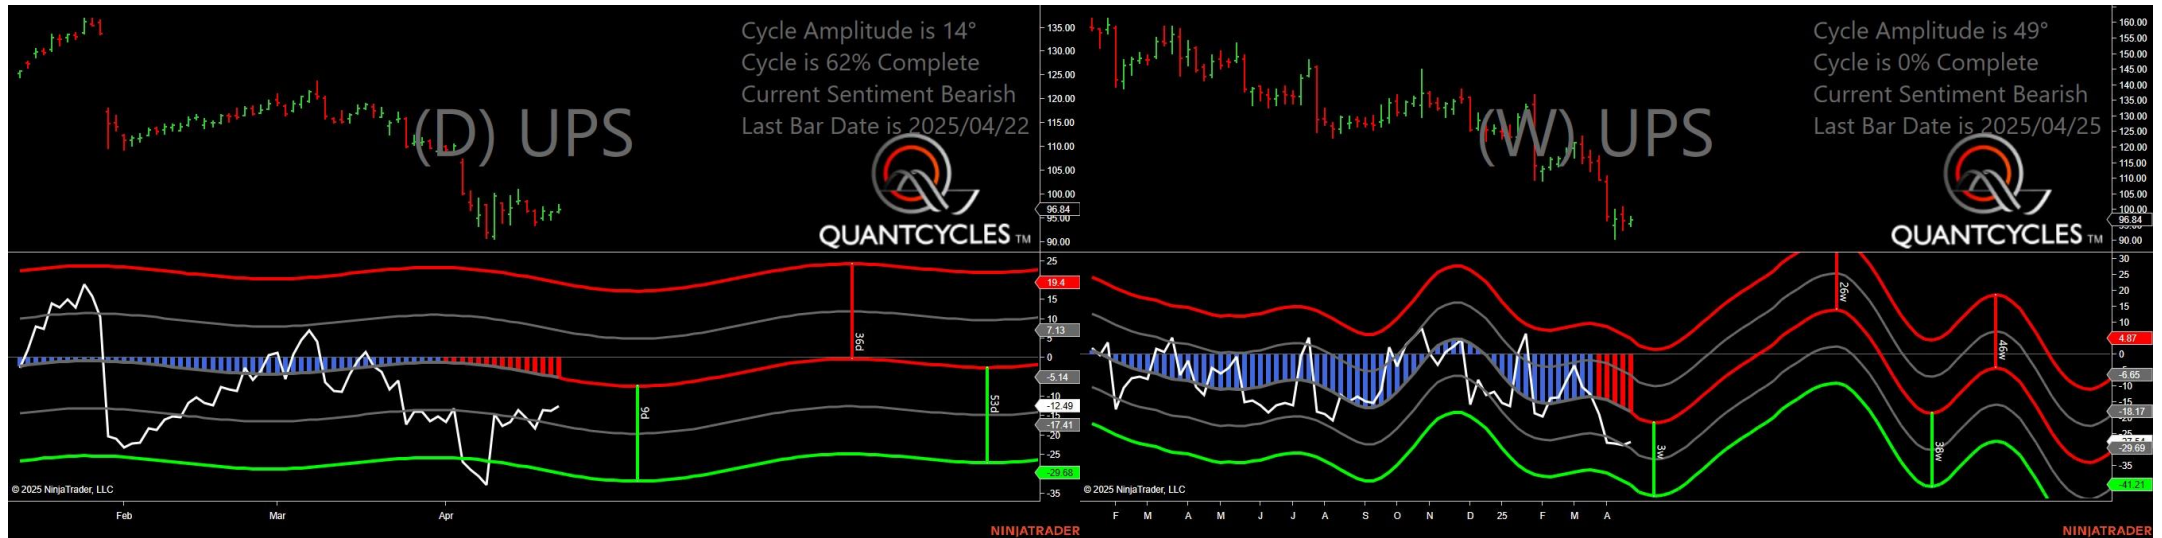 Cycle Amplitude is 14°
Cycle is 62% Complete
Current Sentiment Bearish
Last Bar Date is 2025/04/22
(D) UPS
QUANTCYCLES TM
135.00
130.00
125.00
120.00
115.00
110.00
105.00
100.00
96.84
95.00
90.00
25
19.4
15
10
7.13
5
0
-5.14
-10
-12.49
-15
-17.41
-20
-25
-29.68
-35
9d
36d
53d
© 2025 NinjaTrader, LLC
Feb
Mar
Apr
NINJATRADER
Cycle Amplitude is 49°
Cycle is 0% Complete
Current Sentiment Bearish
Last Bar Date is 2025/04/25
(W) UPS
QUANTCYCLES TM
160.00
155.00
150.00
145.00
140.00
135.00
130.00
125.00
120.00
115.00
110.00
105.00
100.00
96.84
90.00
30
25
20
15
10
4.87
0
-6.65
-10
-15
-18.17
-25
-29.69
-35
-41.21
3w
26w
38w
46w
© 2025 NinjaTrader, LLC
F
M
A
M
J
J
A
S
O
N
D
25
F
M
A
NINJATRADER